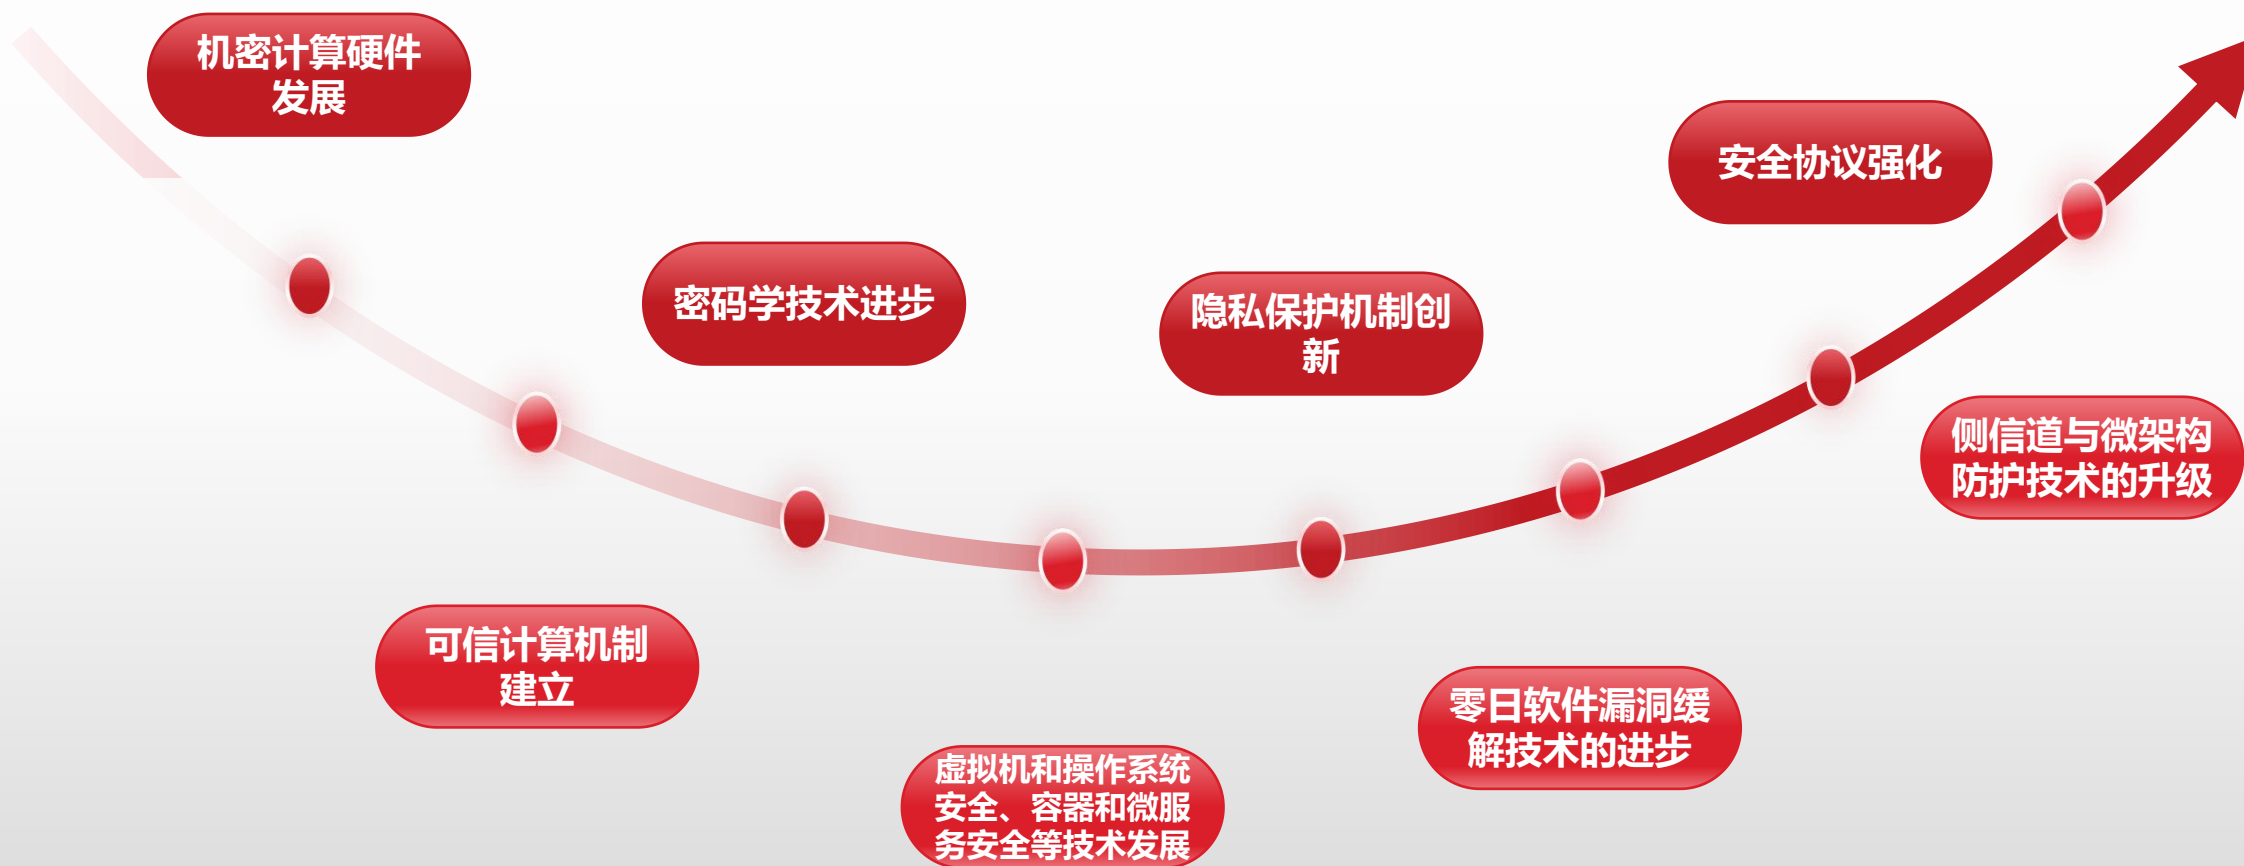 机密计算硬件
发展
可信计算机制
建立
密码学技术进步
虚拟机和操作系统
安全、容器和微服
务安全等技术发展
隐私保护机制创
新
零日软件漏洞缓
解技术的进步
安全协议强化
侧信道与微架构
防护技术的升级